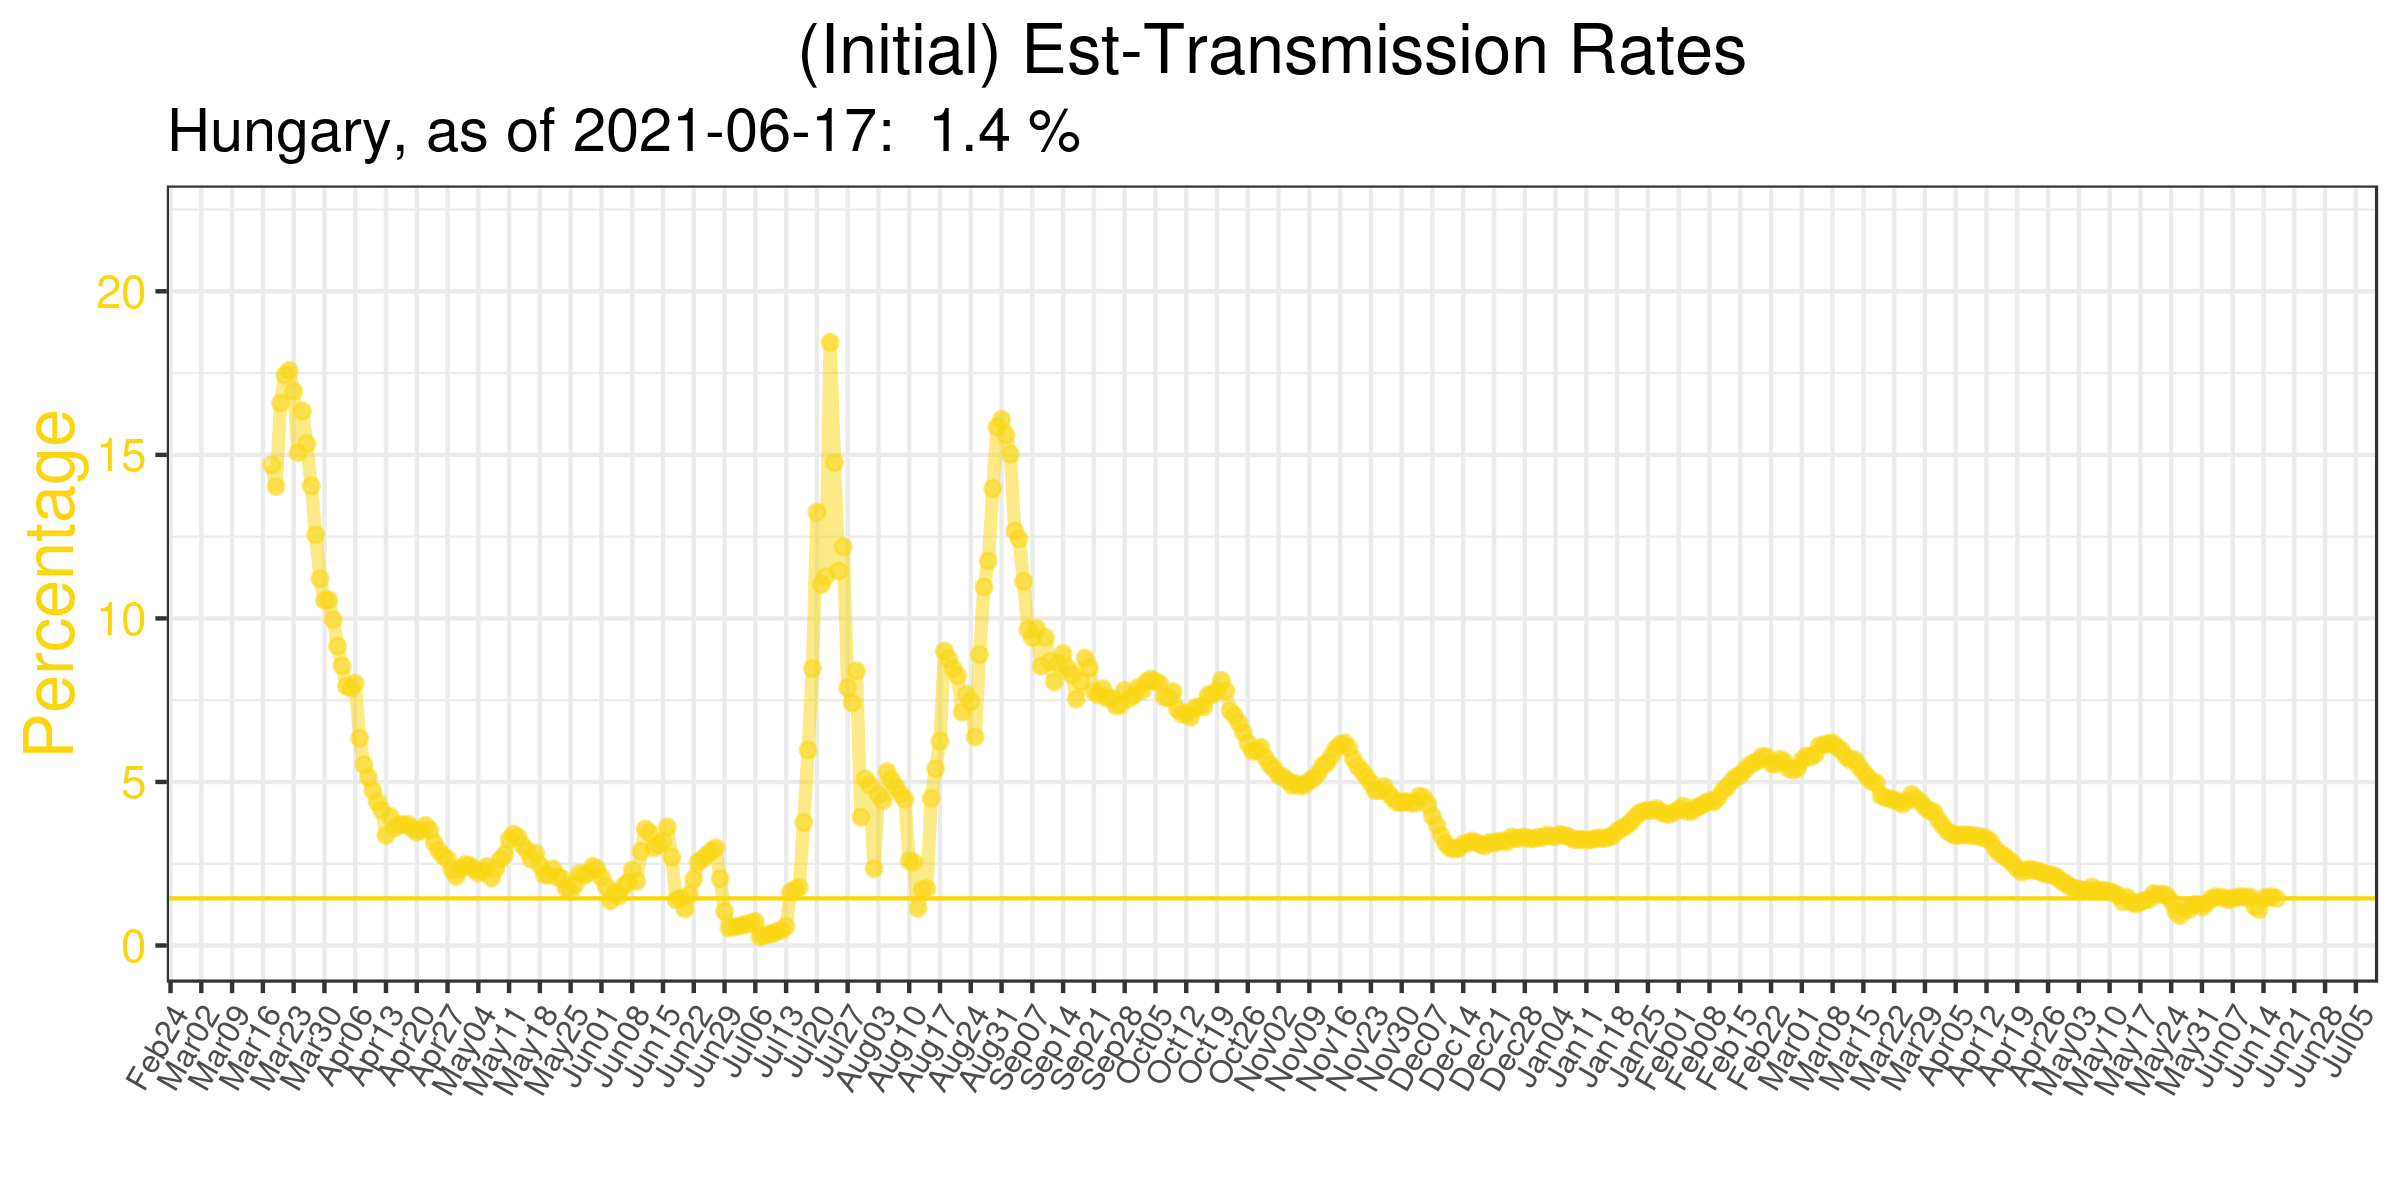 (Initial) Est-Transmission Rates
Hungary, as of 2021-06-17:  1.4 %
Percentage
20
15
10
5
0
Feb24 Mar02 Mar09 Mar16 Mar23 Mar30 Apr06 Apr13 Apr20 Apr27 May04 May11 May18 May25 Jun01 Jun08 Jun15 Jun22 Jun29 Jul06 Jul13 Jul20 Jul27 Aug03 Aug10 Aug17 Aug24 Aug31 Sep07 Sep14 Sep21 Sep28 Oct05 Oct12 Oct19 Oct26 Nov02 Nov09 Nov16 Nov23 Nov30 Dec07 Dec14 Dec21 Dec28 Jan04 Jan11 Jan18 Jan25 Feb01 Feb08 Feb15 Feb22 Mar01 Mar08 Mar15 Mar22 Mar29 Apr05 Apr12 Apr19 Apr26 May03 May10 May17 May24 May31 Jun07 Jun14 Jun21 Jun28 Jul05